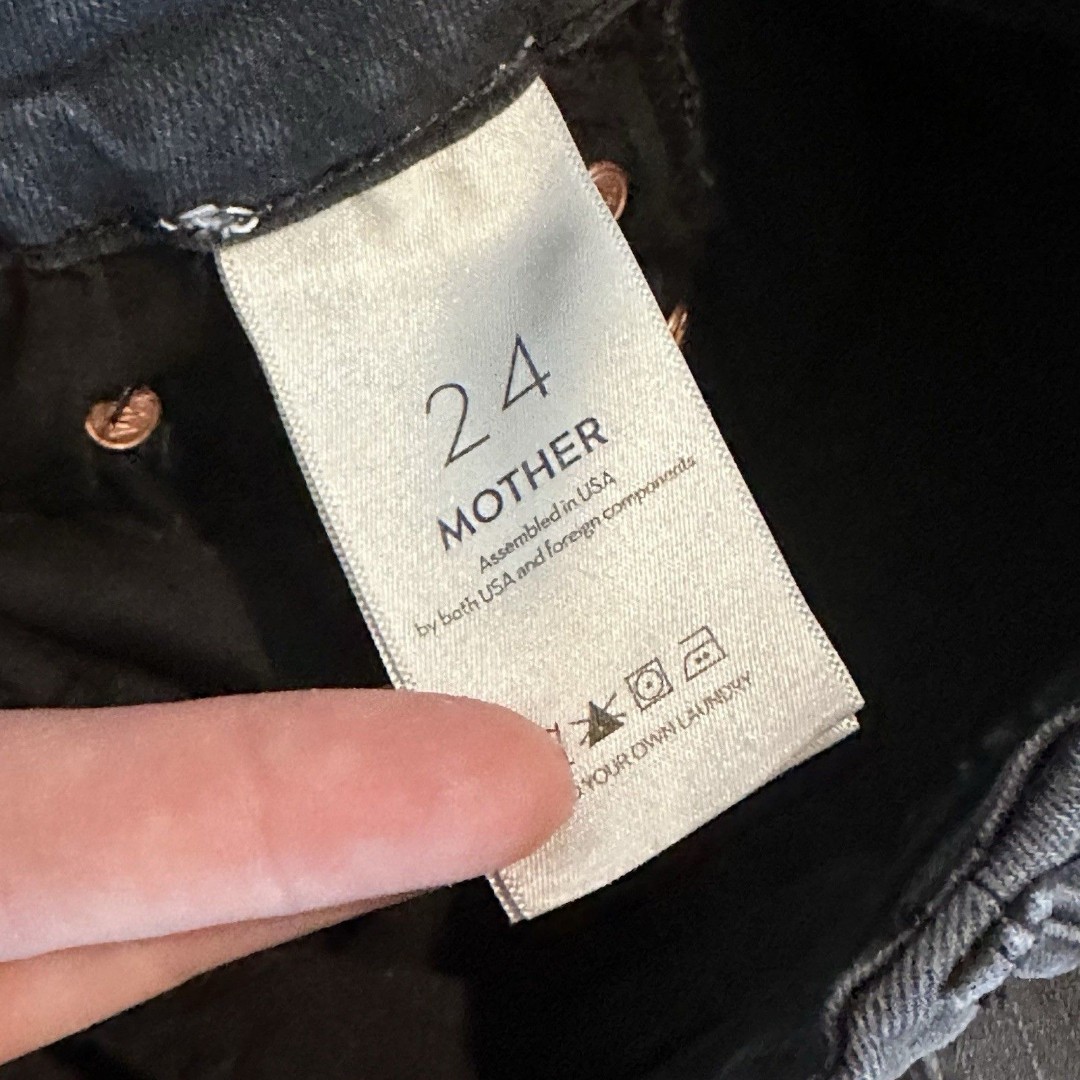 24
MOTHER
Assembled in USA
by both USA and foreign components
YOUR OWN LAUNDRY